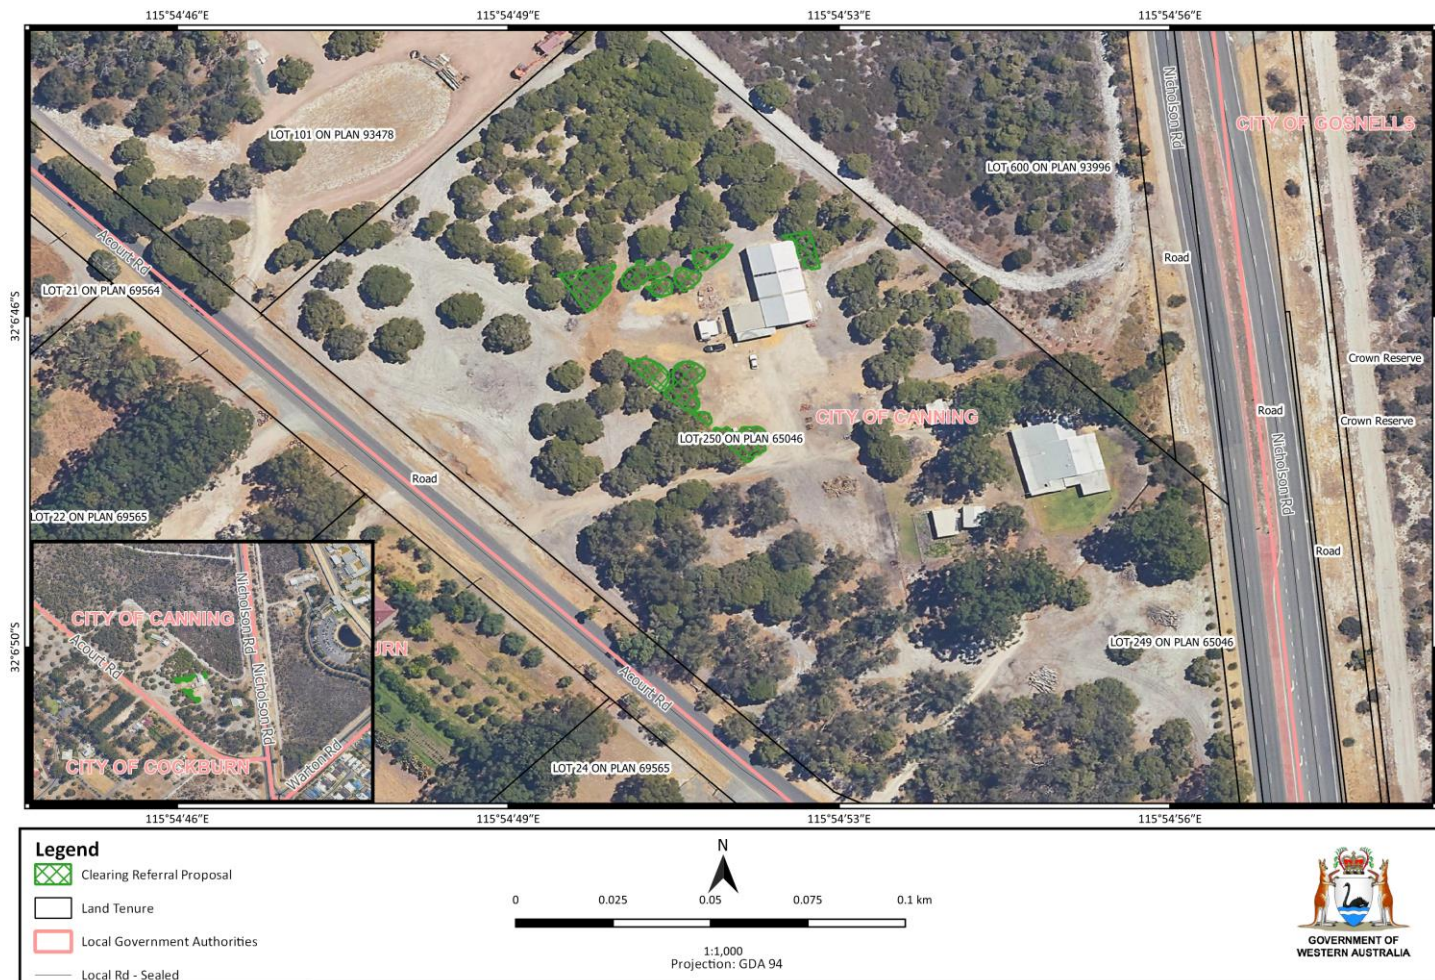 115°54'46"E 115°54'49"E 115°54'53"E 115°54'56"E
Nicholson Rd
CITY OF GOSNELLS
LOT 101 ON PLAN 93478
LOT 600 ON PLAN 93996
Acourt Rd
Road
LOT 21 ON PLAN 69564
32°6'46"S
Crown Reserve
Road
CITY OF CANNING
Crown Reserve
LOT 250 ON PLAN 65046
Nicholson Rd
Road
LOT 22 ON PLAN 69565
Road
CITY OF CANNING
Nicholson Rd
Acourt Rd
URN
32°6'50"S
LOT 249 ON PLAN 65046
Nicholson Rd
Acourt Rd
CITY OF COCKBURN
Warton Rd
LOT 24 ON PLAN 69565
115°54'46"E 115°54'49"E 115°54'53"E 115°54'56"E
Legend
Clearing Referral Proposal
Land Tenure
Local Government Authorities
Local Rd - Sealed
N
0 0.025 0.05 0.075 0.1 km
1:1,000
Projection: GDA 94
GOVERNMENT OF
WESTERN AUSTRALIA